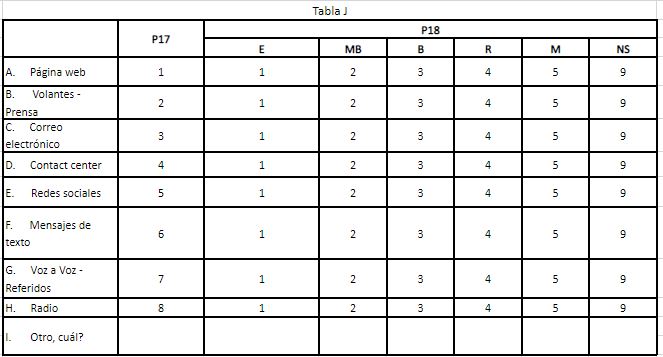 Tabla J
P17 P18
E MB B R M NS
A. Página web 1 1 2 3 4 5 9
B. Volantes -
Prensa 2 1 2 3 4 5 9
C. Correo
electrónico 3 1 2 3 4 5 9
D. Contact center 4 1 2 3 4 5 9
E. Redes sociales 5 1 2 3 4 5 9
F. Mensajes de
texto 6 1 2 3 4 5 9
G. Voz a Voz -
Referidos 7 1 2 3 4 5 9
H. Radio 8 1 2 3 4 5 9
I. Otro, cuál?